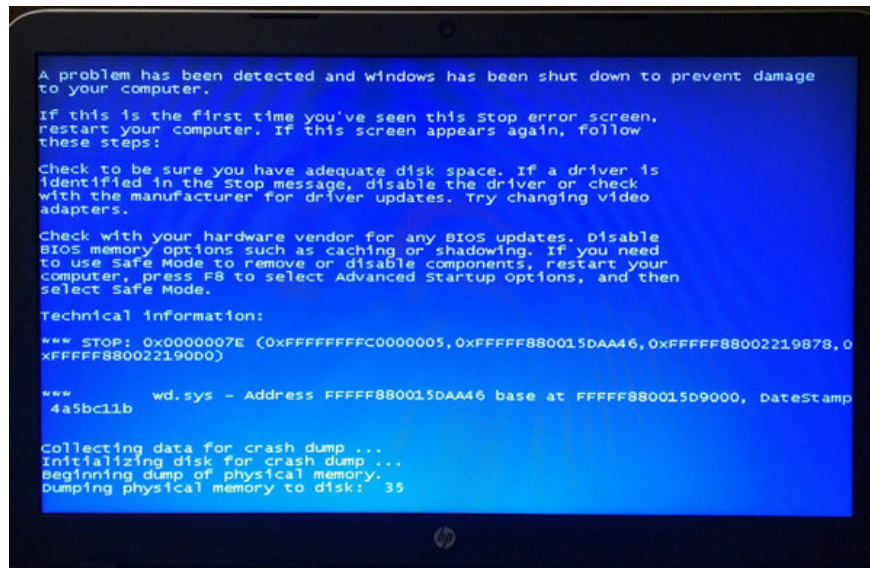 A problem has been detected and Windows has been shut down to prevent damage
to your computer.
If this is the first time you've seen this Stop error screen,
restart your computer. If this screen appears again, follow
these steps:
Check to be sure you have adequate disk space. If a driver is
identified in the Stop message, disable the driver or check
with the manufacturer for driver updates. Try changing video
adapters.
Check with your hardware vendor for any BIOS updates. Disable
BIOS memory options such as caching or shadowing. If you need
to use Safe Mode to remove or disable components, restart your
computer, press F8 to select Advanced Startup Options, and then
select Safe Mode.
Technical information:
*** STOP: 0x0000007E (0xFFFFFFFFC0000005,0xFFFFF880015DAA46,0xFFFFF88002219878,0
xFFFFF880022190D0)
*** wd.sys - Address FFFFF880015DAA46 base at FFFFF880015D9000, DateStamp
4a5bc11b
Collecting data for crash dump ...
Initializing disk for crash dump ...
Beginning dump of physical memory.
Dumping physical memory to disk: 35
hp